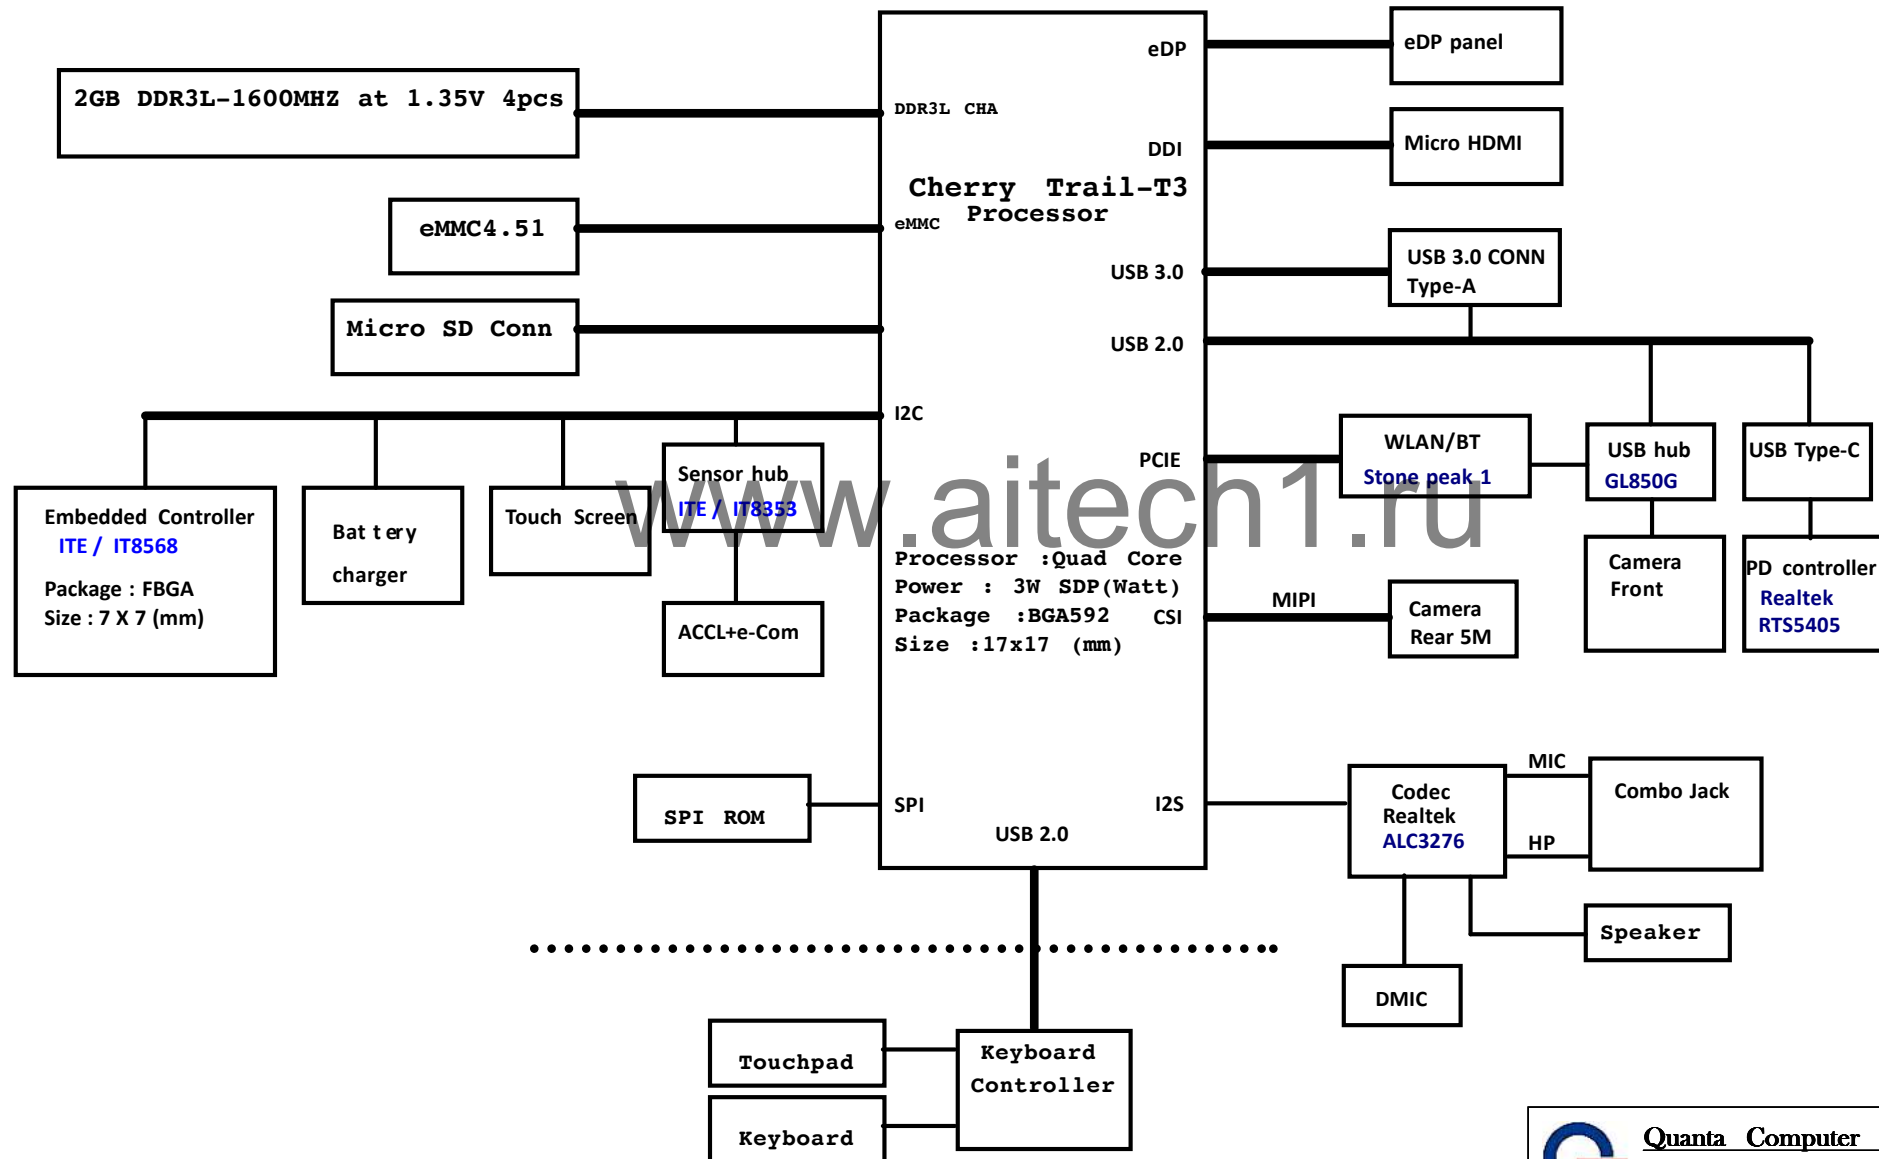 eDP
eDP panel
2GB DDR3L-1600MHZ at 1.35V 4pcs
DDR3L CHA
DDI
Micro HDMI
Cherry Trail-T3
Processor
eMMC4.51
eMMC
USB 3.0
USB 3.0 CONN
Type-A
Micro SD Conn
USB 2.0
I2C
Embedded Controller
ITE / IT8568
Package : FBGA
Size : 7 X 7 (mm)
Battery
charger
Touch Screen
Sensor hub
ITE / IT8353
ACCL+e-Com
PCIE
WLAN/BT
Stone peak 1
USB hub
GL850G
USB Type-C
www.aitech1.ru
Processor :Quad Core
Power : 3W SDP(Watt)
Package :BGA592
Size :17x17 (mm)
CSI
MIPI
Camera
Rear 5M
Camera
Front
PD controller
Realtek
RTS5405
SPI ROM
SPI
USB 2.0
I2S
Codec
Realtek
ALC3276
MIC
HP
Combo Jack
Speaker
DMIC
Touchpad
Keyboard
Controller
Keyboard
Quanta Computer